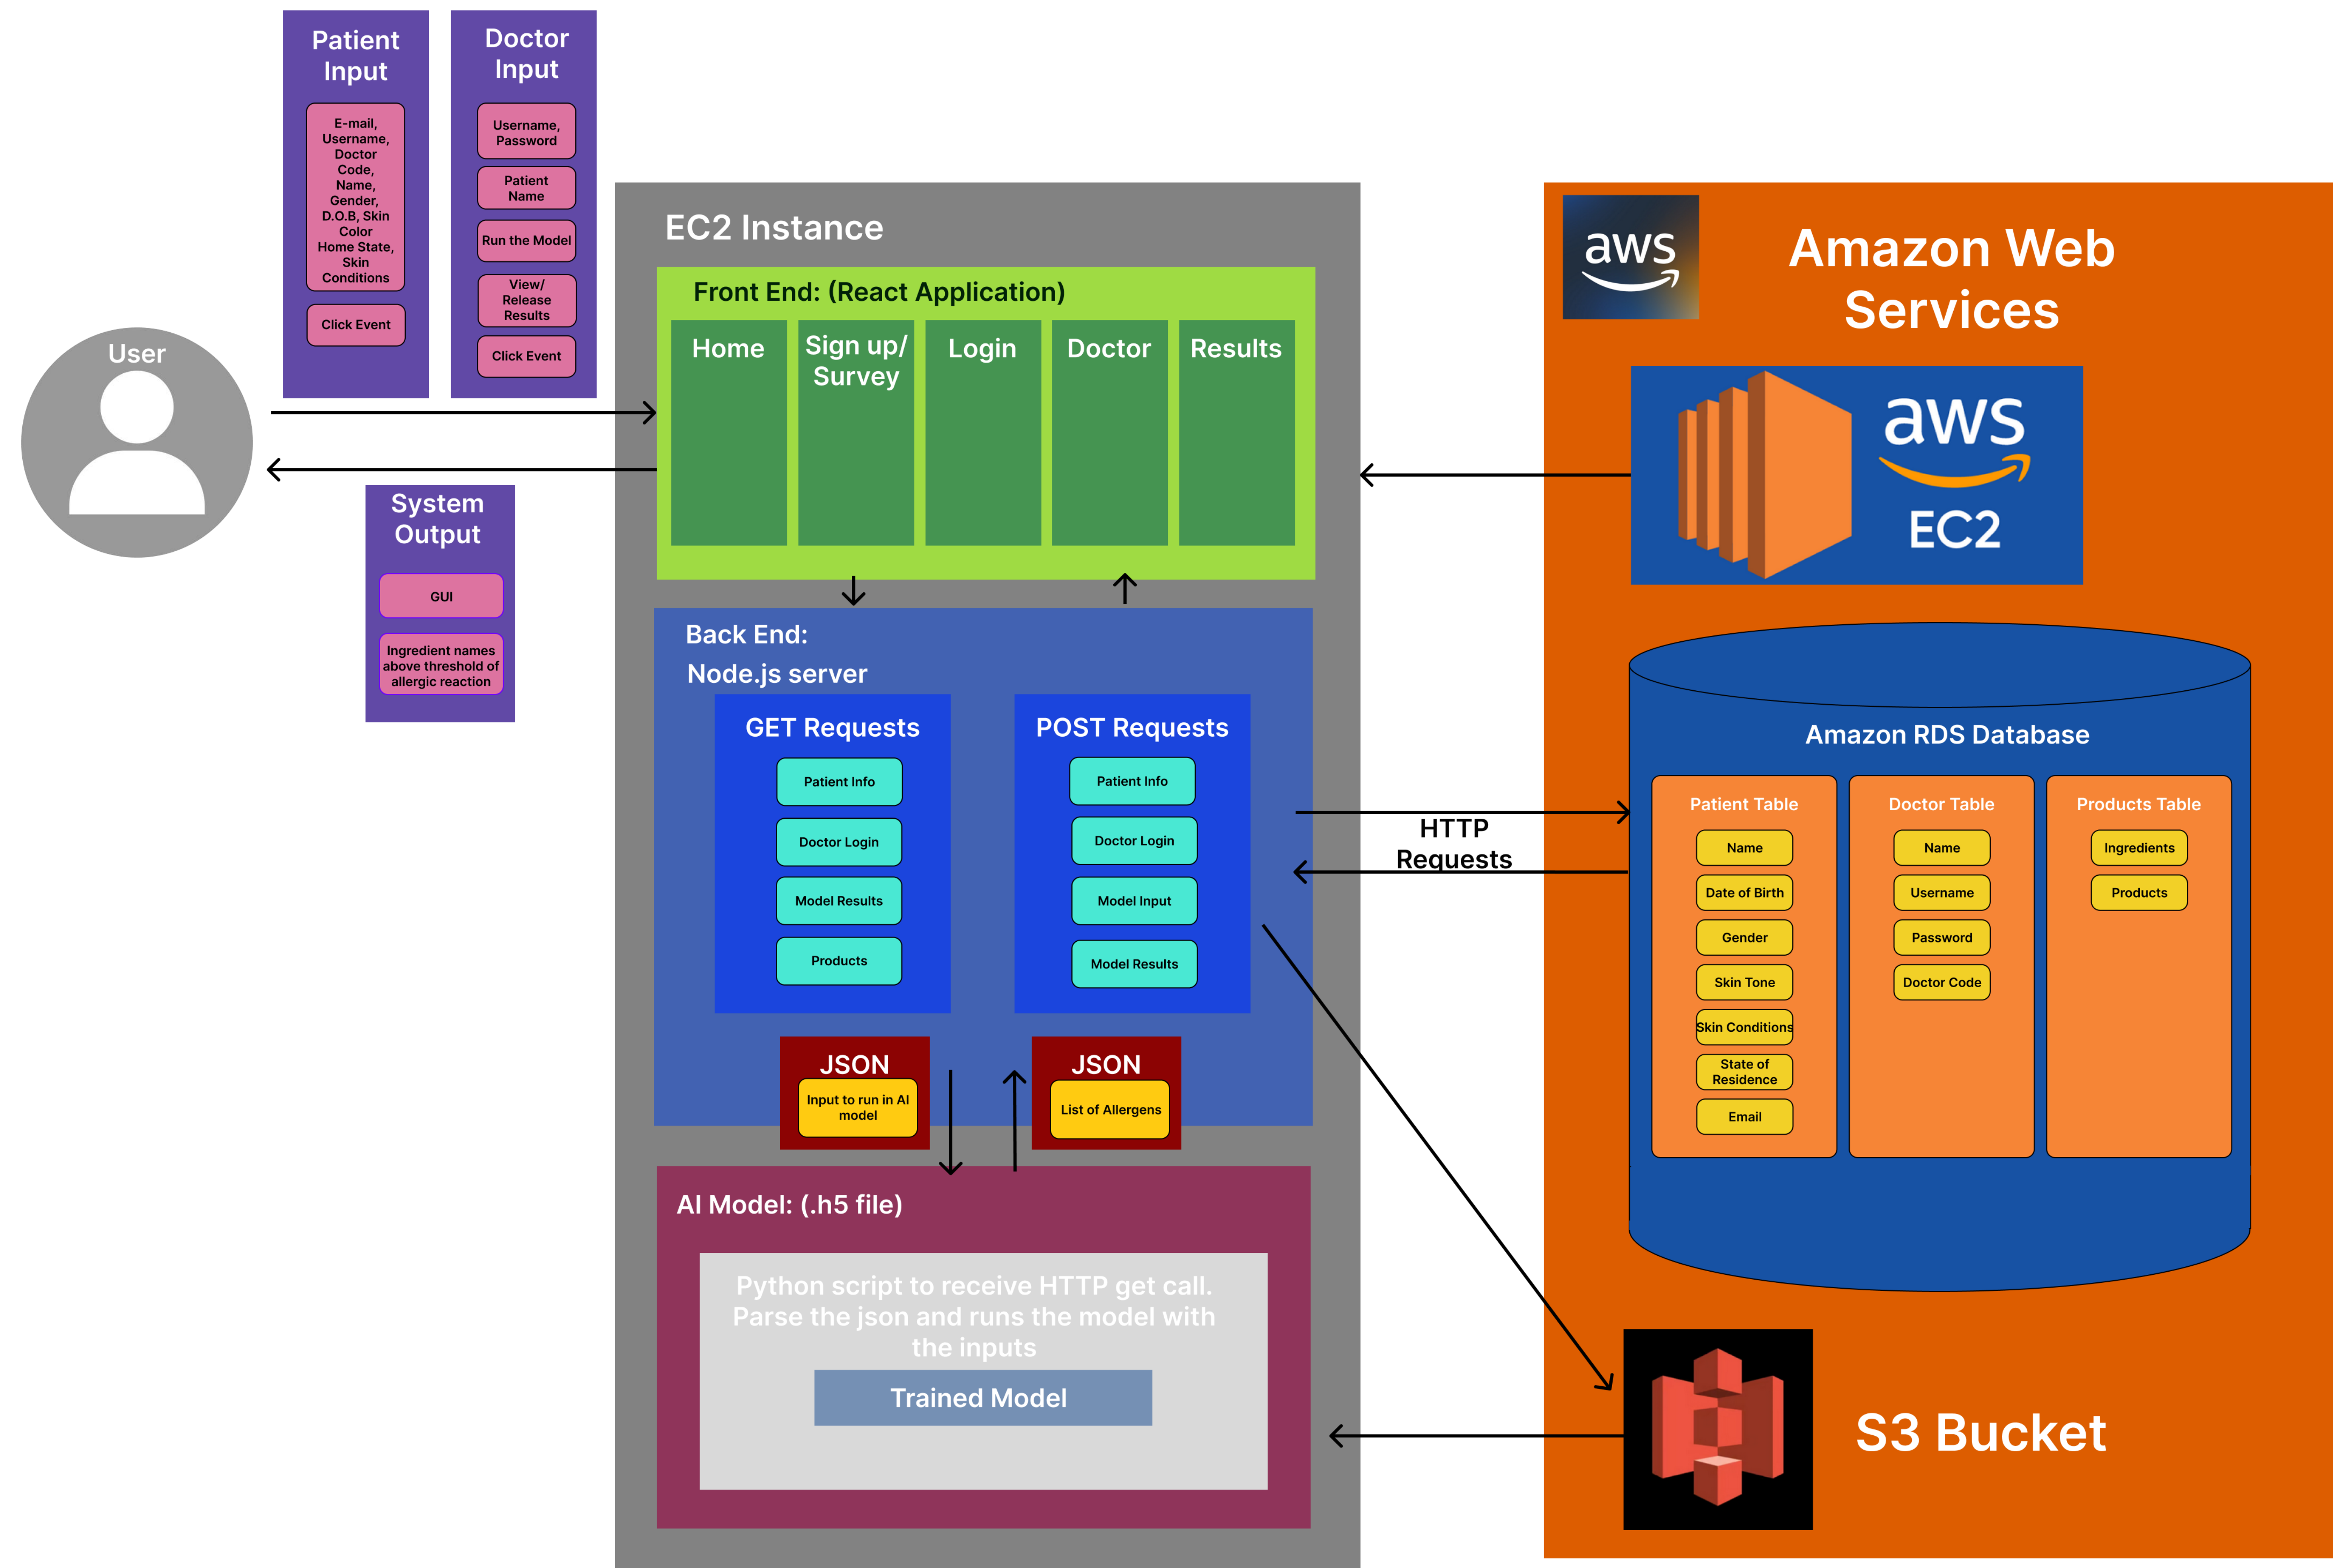 Patient
Input
E-mail,
Username,
Doctor
Code,
Name,
Gender,
D.O.B, Skin
Color
Home State,
Skin
Conditions
Click Event
Doctor
Input
Username,
Password
Patient
Name
Run the Model
View/
Release
Results
Click Event
User
System
Output
GUI
Ingredient names
above threshold of
allergic reaction
EC2 Instance
Front End: (React Application)
Home
Sign up/
Survey
Login
Doctor
Results
Back End:
Node.js server
GET Requests
Patient Info
Doctor Login
Model Results
Products
POST Requests
Patient Info
Doctor Login
Model Input
Model Results
JSON
Input to run in AI
model
JSON
List of Allergens
AI Model: (.h5 file)
Python script to receive HTTP get call.
Parse the json and runs the model with
the inputs
Trained Model
HTTP
Requests
aws
Amazon Web
Services
aws
EC2
Amazon RDS Database
Patient Table
Name
Date of Birth
Gender
Skin Tone
Skin Conditions
State of
Residence
Email
Doctor Table
Name
Username
Password
Doctor Code
Products Table
Ingredients
Products
S3 Bucket